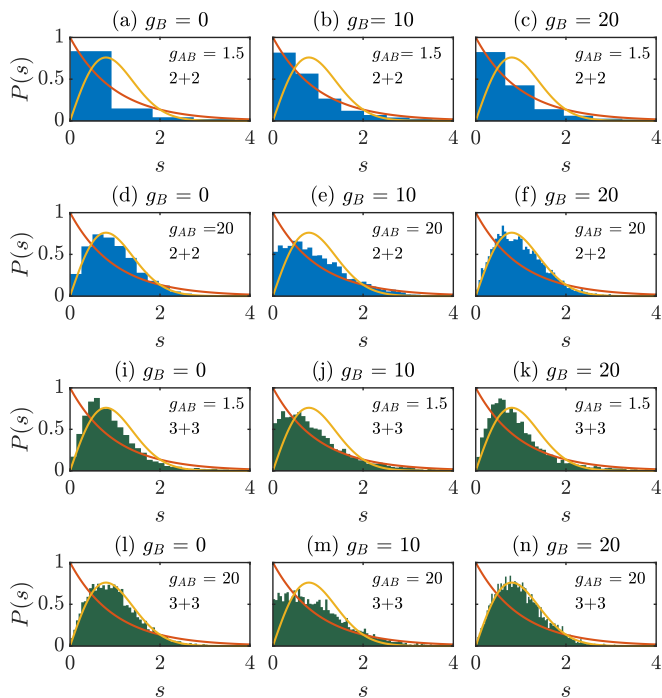 (a) g_B = 0
(b) g_B = 10
(c) g_B = 20
P(s)
1
0.5
0
g_AB = 1.5
2+2
g_AB = 1.5
2+2
g_AB = 1.5
2+2
0 2 4
0 2 4
0 2 4
s
s
s
(d) g_B = 0
(e) g_B = 10
(f) g_B = 20
P(s)
1
0.5
0
g_AB =20
2+2
g_AB = 20
2+2
g_AB = 20
2+2
0 2 4
0 2 4
0 2 4
s
s
s
(i) g_B = 0
(j) g_B = 10
(k) g_B = 20
P(s)
1
0.5
0
g_AB = 1.5
3+3
g_AB = 1.5
3+3
g_AB = 1.5
3+3
0 2 4
0 2 4
0 2 4
s
s
s
(l) g_B = 0
(m) g_B = 10
(n) g_B = 20
P(s)
1
0.5
0
g_AB = 20
3+3
g_AB = 20
3+3
g_AB = 20
3+3
0 2 4
0 2 4
0 2 4
s
s
s